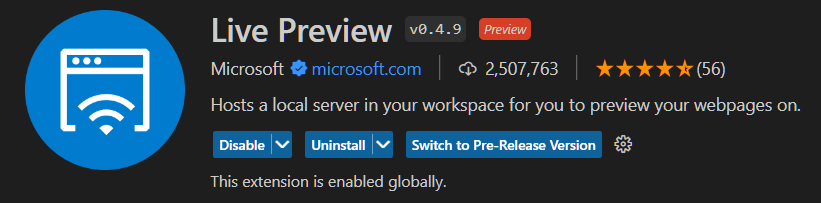 Live Preview v0.4.9 Preview
Microsoft microsoft.com 2,507,763 (56)
Hosts a local server in your workspace for you to preview your webpages on.
Disable Uninstall Switch to Pre-Release Version
This extension is enabled globally.